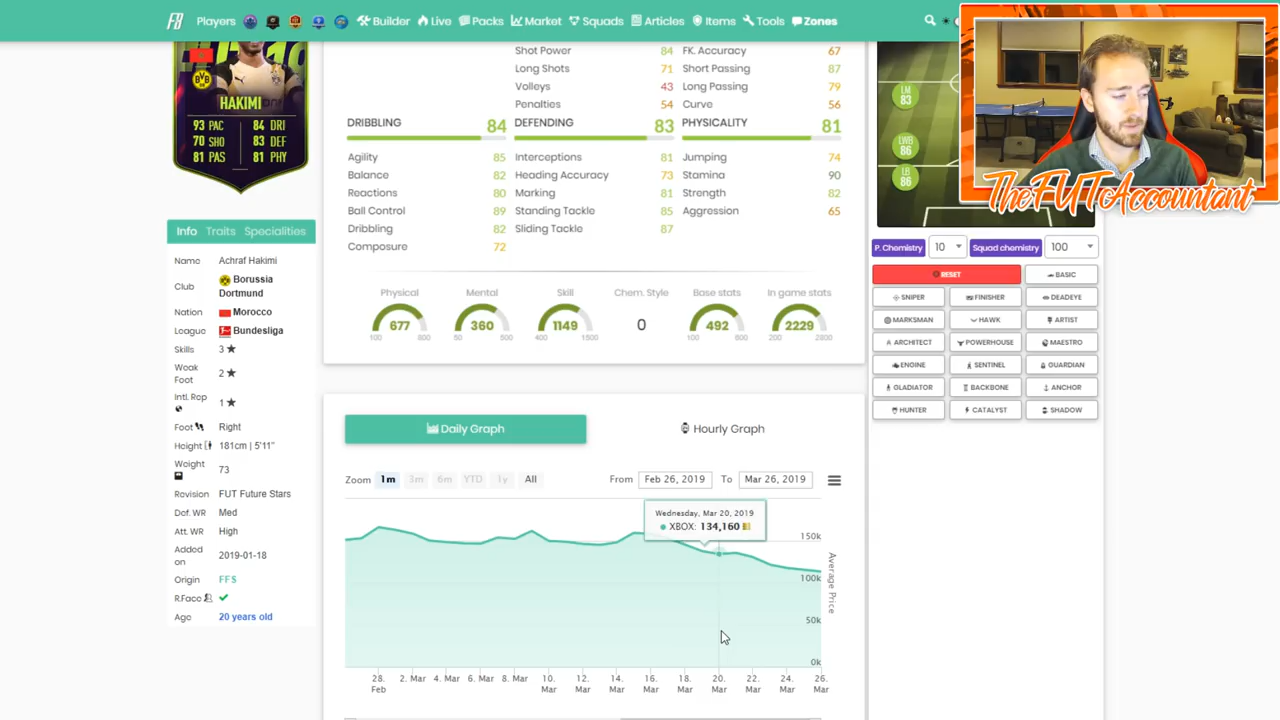 F8 Players Builder Live Packs Market Squads Articles Items Tools Zones
HAKIMI
93 PAC 84 DRI
70 SHO 83 DEF
81 PAS 81 PHY
Shot Power 84 FK. Accuracy 67
Long Shots 71 Short Passing 87
Volleys 43 Long Passing 79
Penalties 54 Curve 56
DRIBBLING 84 DEFENDING 83 PHYSICALITY 81
Agility 85 Interceptions 81 Jumping 74
Balance 82 Heading Accuracy 73 Stamina 90
Reactions 80 Marking 81 Strength 82
Ball Control 89 Standing Tackle 85 Aggression 65
Dribbling 82 Sliding Tackle 87
Composure 72
Physical Mental Skill Chem. Style Base stats In game stats
677 360 1149 0 492 2229
100 800 50 500 400 1500 100 600 200 2800
Info Traits Specialities
Name Achraf Hakimi
Club Borussia Dortmund
Nation Morocco
League Bundesliga
Skills 3
Weak Foot 2
Intl. Rep 1
Foot Right
Height 181cm | 5'11"
Weight 73
Revision FUT Future Stars
Def. WR Med
Att. WR High
Added on 2019-01-18
Origin FFS
R.Face
Age 20 years old
Daily Graph Hourly Graph
Zoom 1m 3m 6m YTD 1y All From Feb 26, 2019 To Mar 26, 2019
Wednesday, Mar 20, 2019
XBOX: 134,160
150k
100k
50k
0k
Average Price
28. Feb 2. Mar 4. Mar 6. Mar 8. Mar 10. Mar 12. Mar 14. Mar 16. Mar 18. Mar 20. Mar 22. Mar 24. Mar 26. Mar
LM
83
LWB
86
LB
86
TheFUTAccountant
P. Chemistry 10 Squad chemistry 100
RESET BASIC
SNIPER FINISHER DEADEYE
MARKSMAN HAWK ARTIST
ARCHITECT POWERHOUSE MAESTRO
ENGINE SENTINEL GUARDIAN
GLADIATOR BACKBONE ANCHOR
HUNTER CATALYST SHADOW